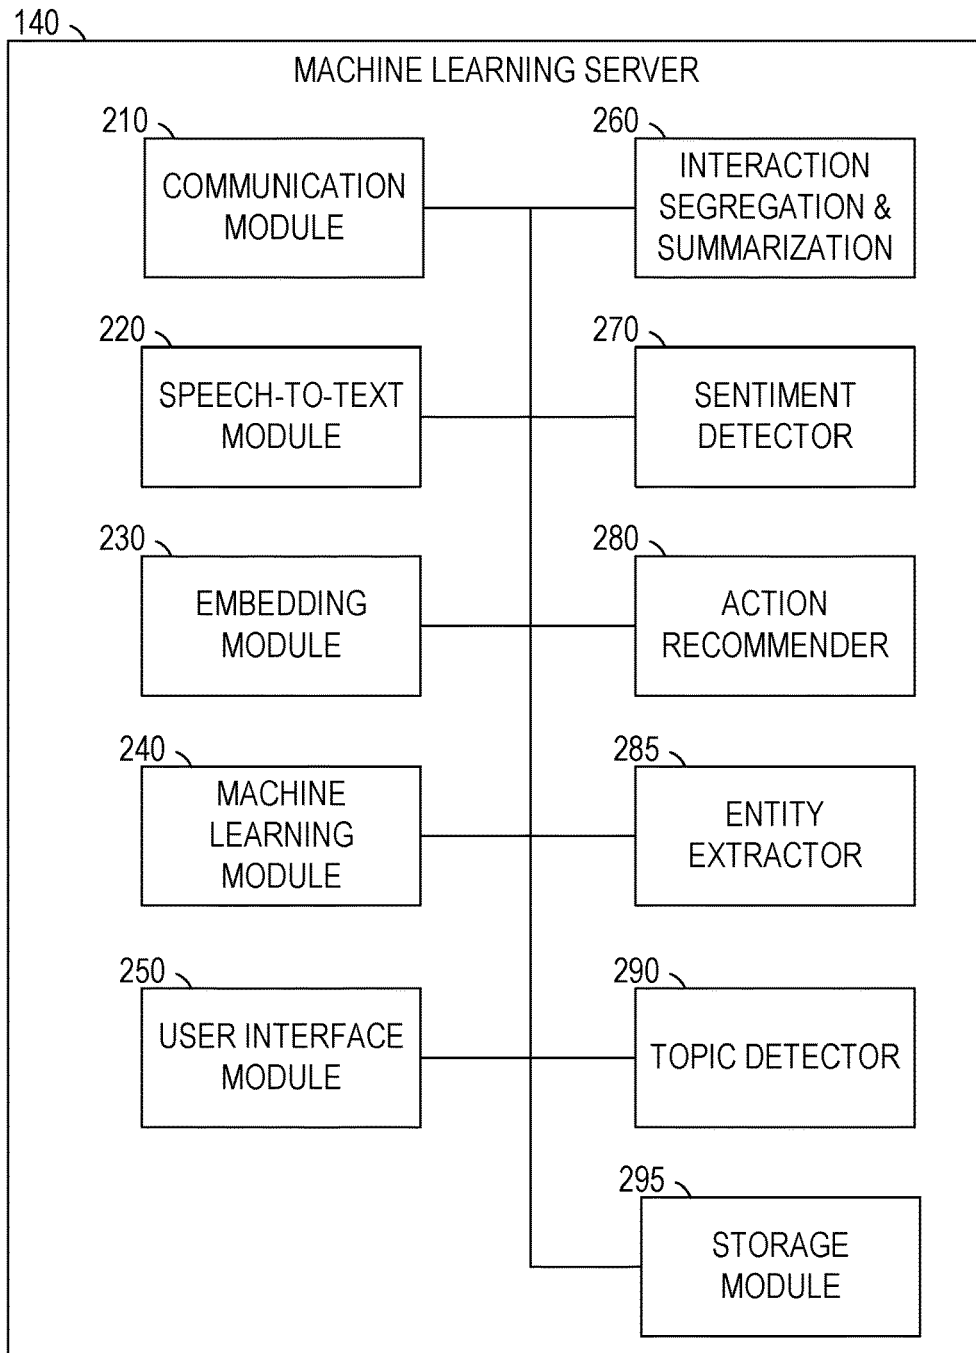 140
MACHINE LEARNING SERVER
210
COMMUNICATION
MODULE
260
INTERACTION
SEGREGATION &
SUMMARIZATION
220
SPEECH-TO-TEXT
MODULE
270
SENTIMENT
DETECTOR
230
EMBEDDING
MODULE
280
ACTION
RECOMMENDER
240
MACHINE
LEARNING
MODULE
285
ENTITY
EXTRACTOR
250
USER INTERFACE
MODULE
290
TOPIC DETECTOR
295
STORAGE
MODULE